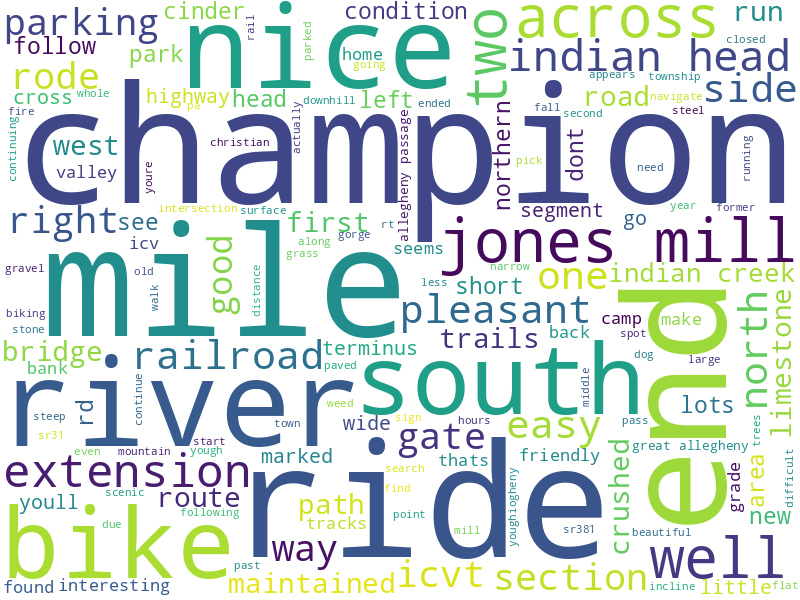 parking
cinder
rail
condition
across
run
nice
parked
home
going
closed
follow
park
two
indian head
rode
appears
township
cross
whole
highway
head
downhill
left
road
navigate
side
fire
pa
ended
fall
second
steel
continuing
champion
west
christian
actually
allegheny passage
northern
dont
pick
need
running
valley
youre
intersection
surface
rt
segment
year
former
right
see
first
go
icv
good
along
gorge
seems
jones mill
gravel
old
grass
mile
walk
distance
less
narrow
one
indian creek
biking
short
pleasant
camp
spot
make
end
north
limestone
stone
trails
back
bridge
railroad
terminus
dog
large
bank
paved
river
rd
continue
south
middle
weed
lots
steep
start
town
wide
sign
easy
pass
sr31
mountain
yough
gate
hours
great allegheny
trees
even
marked
thats
friendly
extension
scenic
route
search
find
youghiogheny
crushed
grade
area
difficult
youll
path
point
sr381
new
bike
due
following
tracks
ride
mill
beautiful
way
well
past
icvt
section
found
interesting
maintained
incline
little
flat